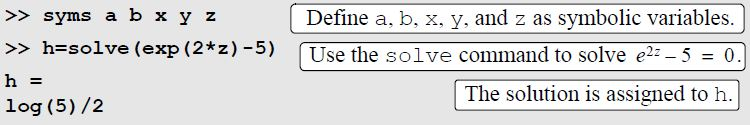 >> syms a b x y z
Define a, b, x, y, and z as symbolic variables.
>> h=solve(exp(2*z)-5)
Use the solve command to solve e^{2z} – 5 = 0.
h =
log(5)/2
The solution is assigned to h.